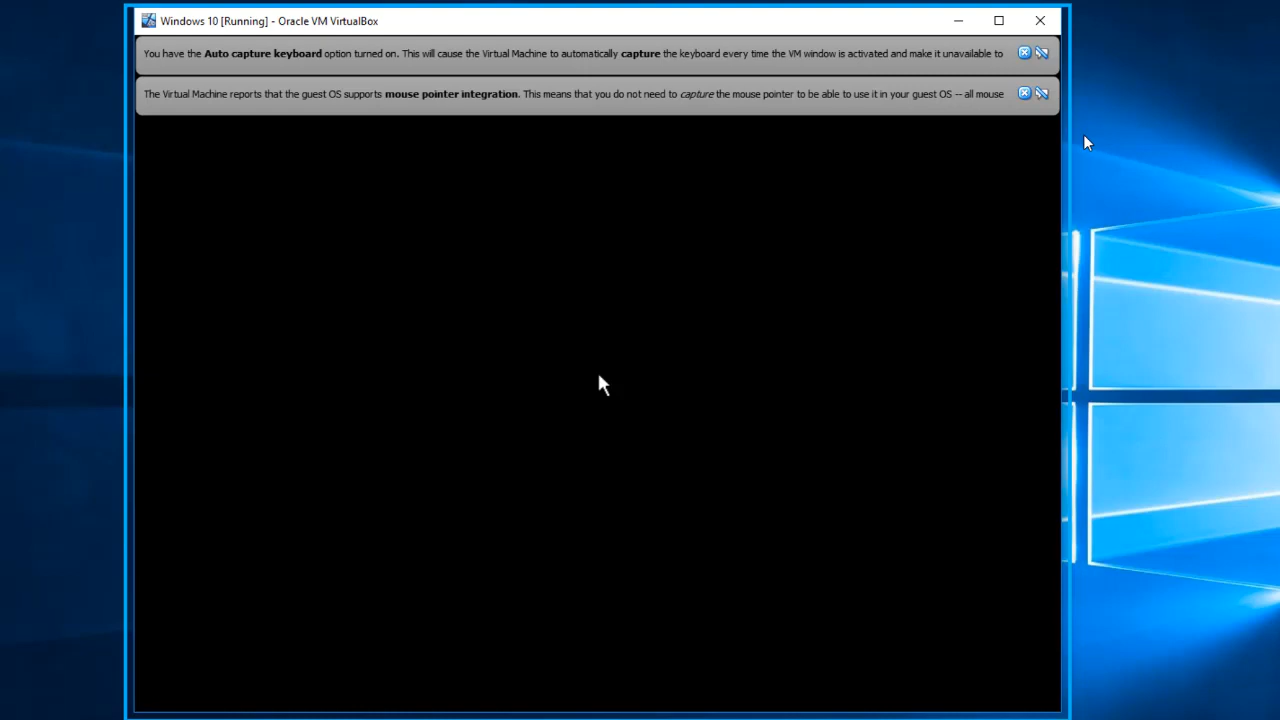 Windows 10 [Running] - Oracle VM VirtualBox
You have the Auto capture keyboard option turned on. This will cause the Virtual Machine to automatically capture the keyboard every time the VM window is activated and make it unavailable to
The Virtual Machine reports that the guest OS supports mouse pointer integration. This means that you do not need to capture the mouse pointer to be able to use it in your guest OS -- all mouse